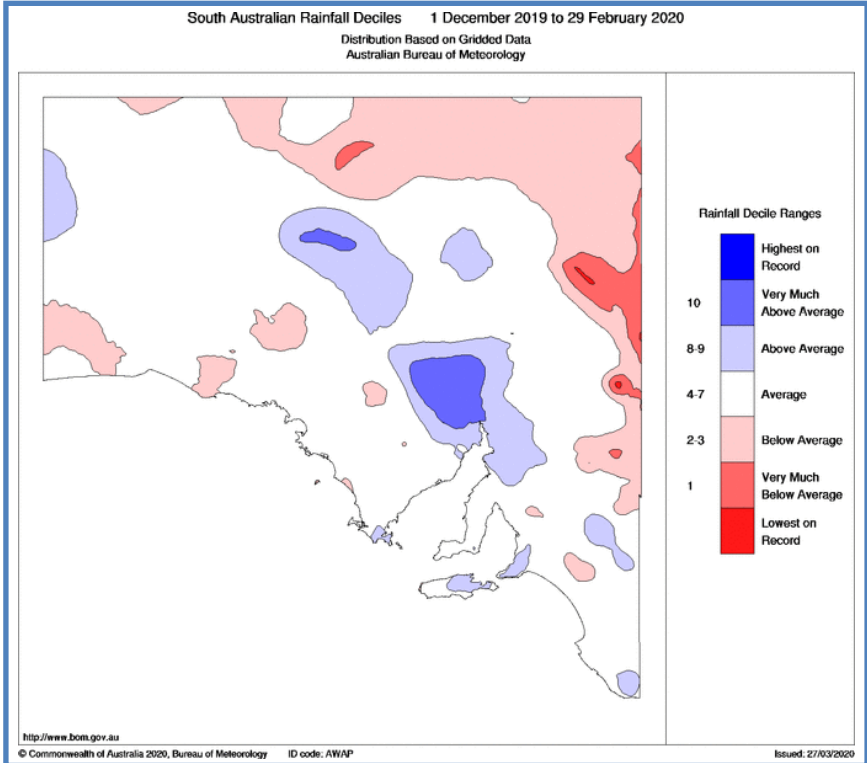 South Australian Rainfall Deciles 1 December 2019 to 29 February 2020
Distribution Based on Gridded Data
Australian Bureau of Meteorology
Rainfall Decile Ranges
Highest on
Record
10
Very Much
Above Average
8-9
Above Average
4-7
Average
2-3
Below Average
1
Very Much
Below Average
Lowest on
Record
http://www.bom.gov.au
© Commonwealth of Australia 2020, Bureau of Meteorology ID code: AWAP Issued: 27/03/2020